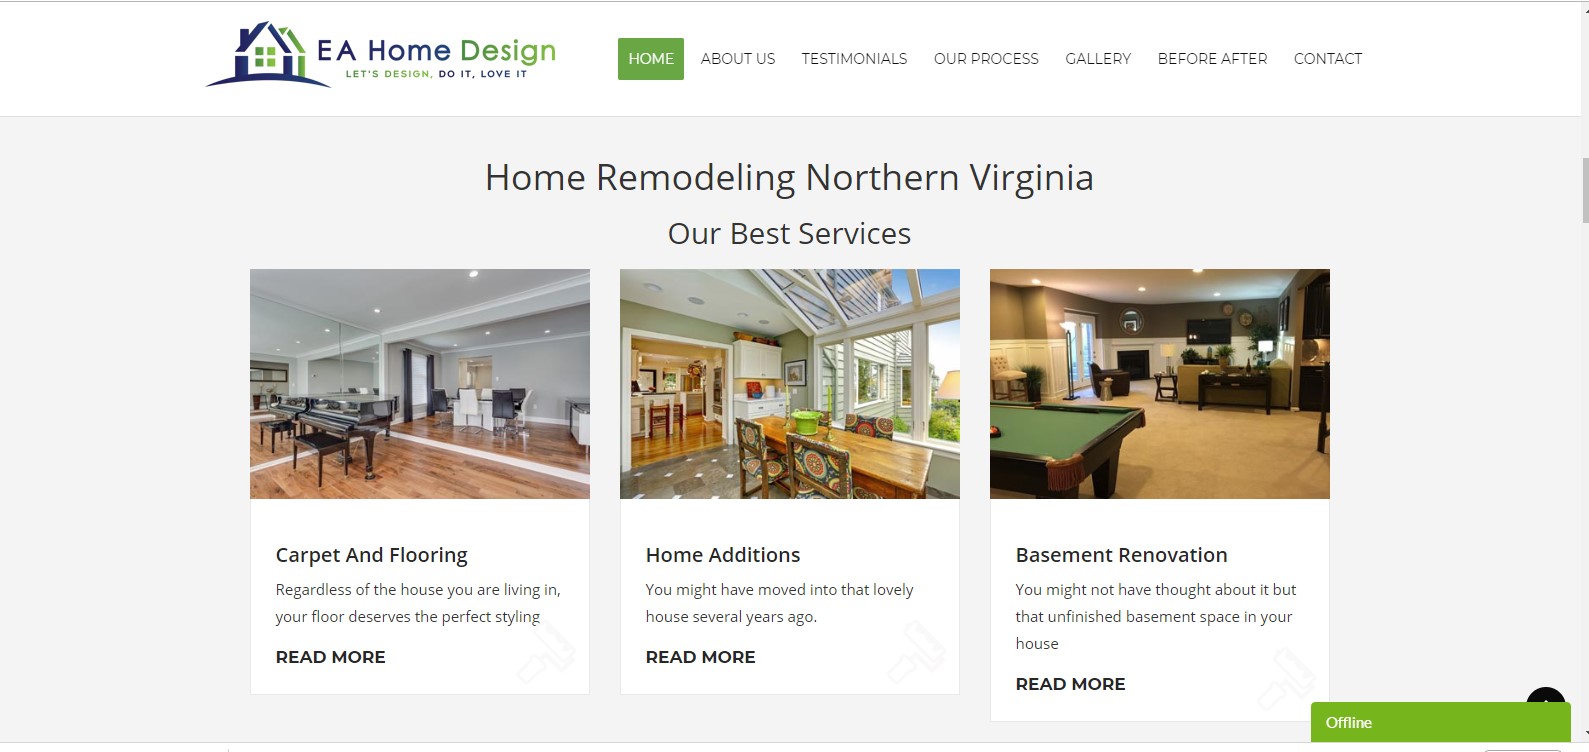 EA Home Design
LET'S DESIGN, DO IT, LOVE IT
HOME ABOUT US TESTIMONIALS OUR PROCESS GALLERY BEFORE AFTER CONTACT
Home Remodeling Northern Virginia
Our Best Services
Carpet And Flooring
Regardless of the house you are living in,
your floor deserves the perfect styling
READ MORE
Home Additions
You might have moved into that lovely
house several years ago.
READ MORE
Basement Renovation
You might not have thought about it but
that unfinished basement space in your
house
READ MORE
Offline